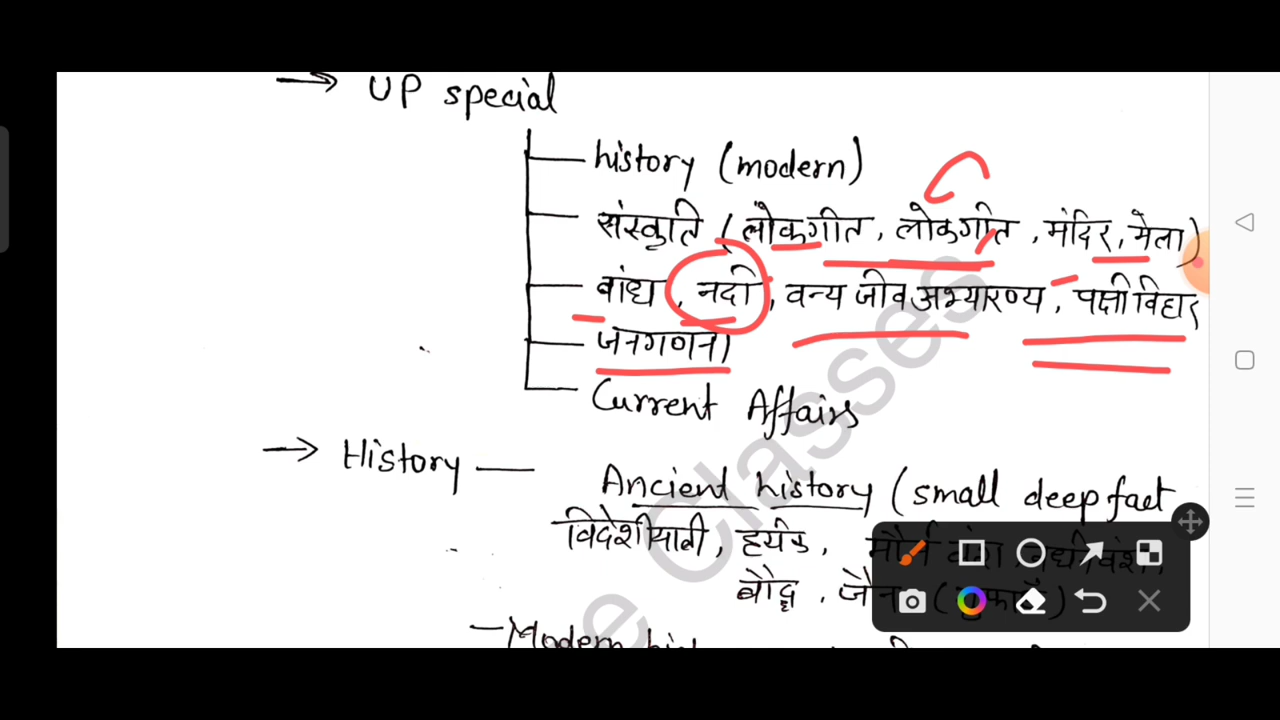 → UP special
history (modern)
संस्कृति (लोकगीत, लोकगीत, मंदिर, मेला)
बांध, नदी, वन्य जीव अभ्यारण्य, पक्षी विहार
जनगणना
Current Affairs
→ History — Ancient history (small deep fact
विदेशी यात्री, हर्यक, मौर्य वंश,
बौद्ध, जैन (गुफाएँ)
— Modern
Classes